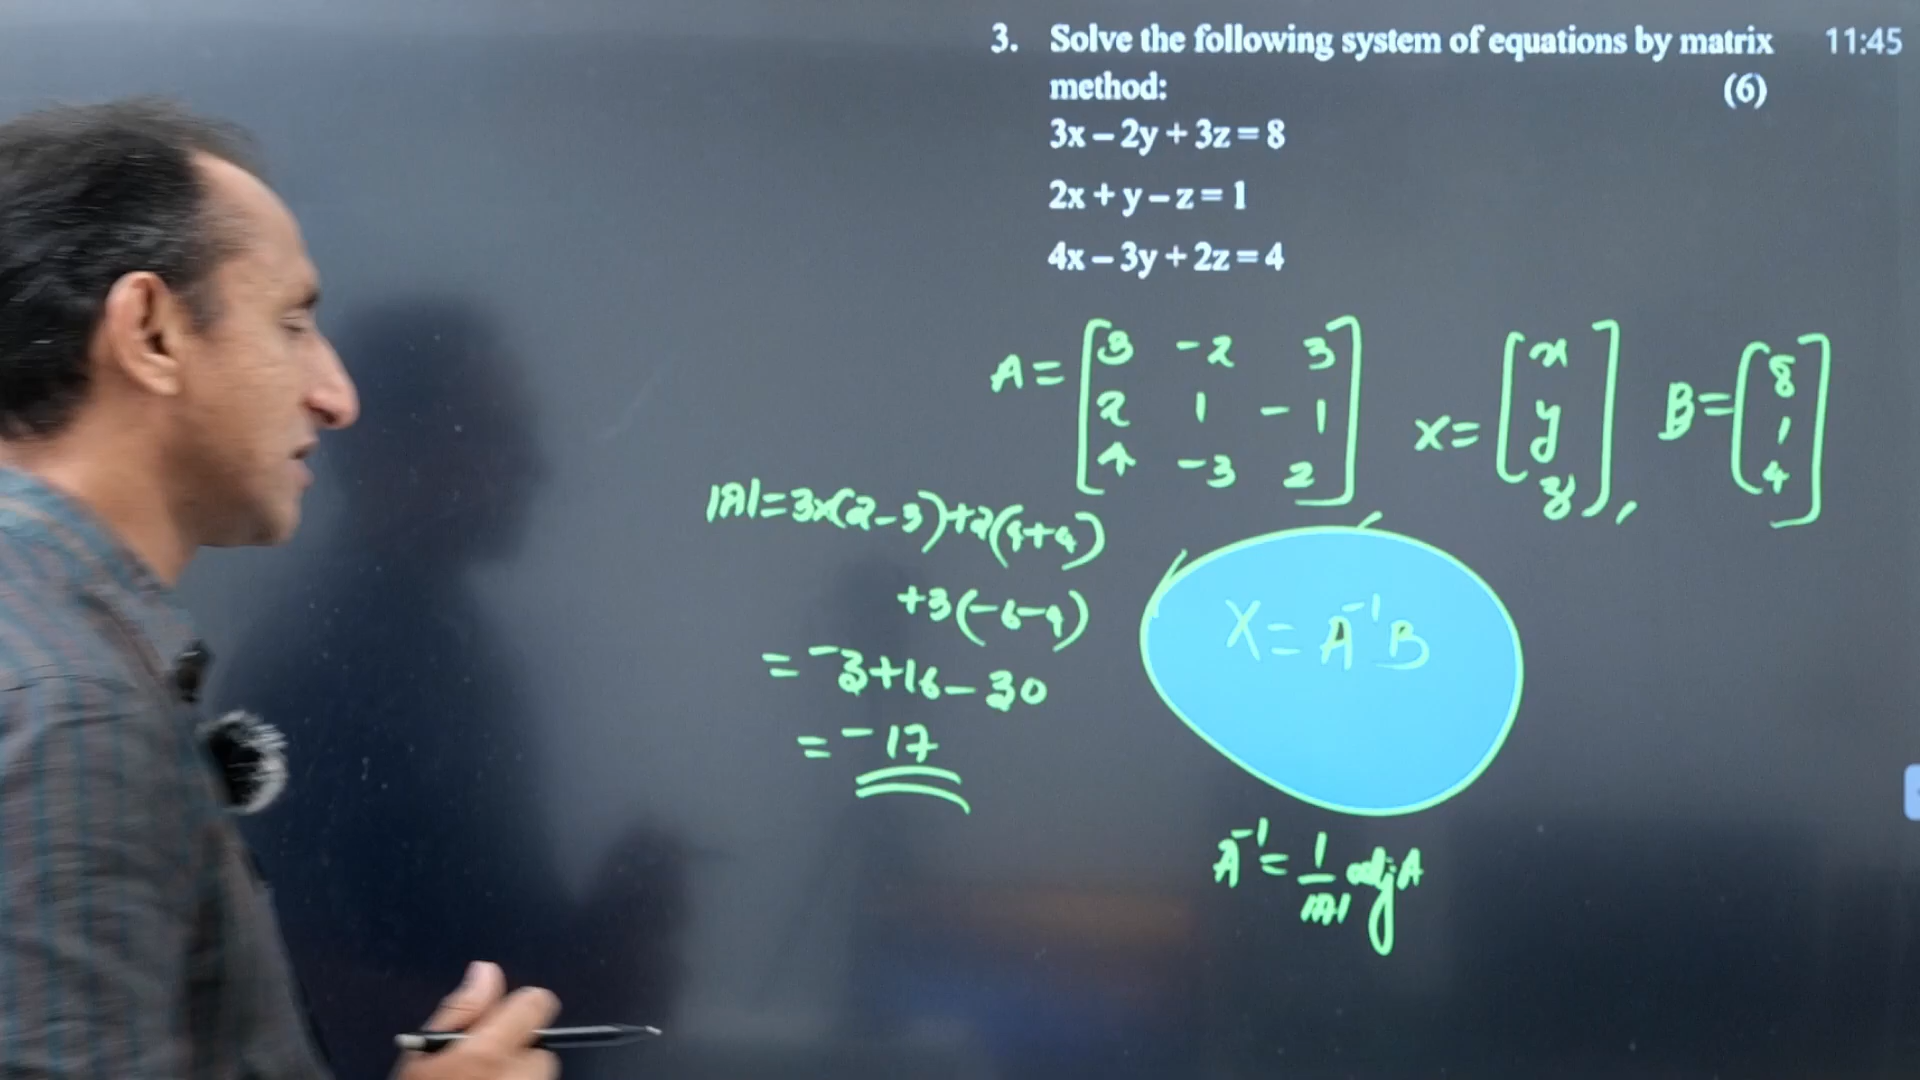 3. Solve the following system of equations by matrix 11:45
method: (6)
3x – 2y + 3z = 8
2x + y – z = 1
4x – 3y + 2z = 4
A = [3 -2 3
2 1 -1
4 -3 2] X = [x
y
z], B = [8
1
4]
|A| = 3x(2-3)+2(4+4)
+3(-6-4)
= -3+16-30
= -17
X = A⁻¹B
A⁻¹ = 1/|A| adj A